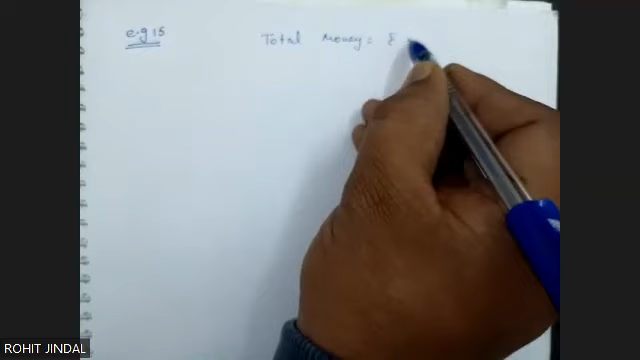 e.g 15
Total Money = ₹
ROHIT JINDAL